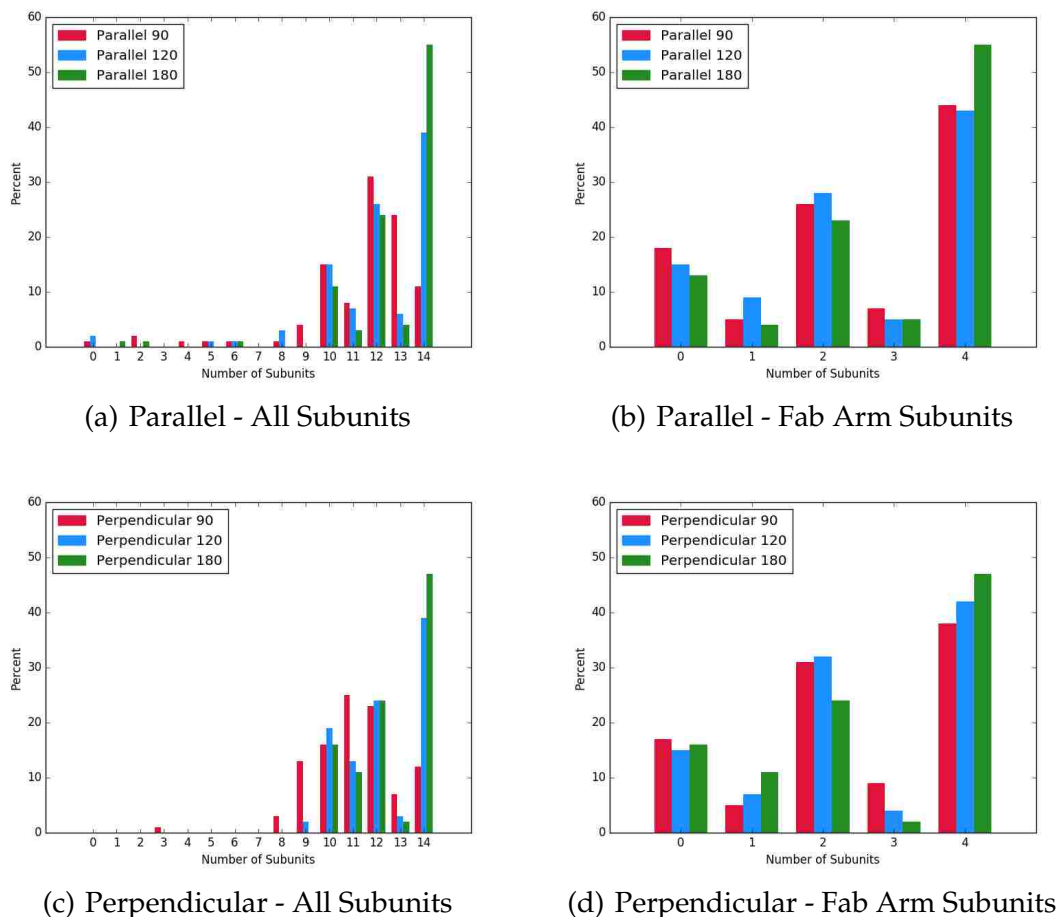 60
50
40
30
20
10
0
Percent
Parallel 90
Parallel 120
Parallel 180
0 1 2 3 4 5 6 7 8 9 10 11 12 13 14
Number of Subunits
(a) Parallel - All Subunits
60
50
40
30
20
10
0
Percent
Parallel 90
Parallel 120
Parallel 180
0 1 2 3 4
Number of Subunits
(b) Parallel - Fab Arm Subunits
60
50
40
30
20
10
0
Percent
Perpendicular 90
Perpendicular 120
Perpendicular 180
0 1 2 3 4 5 6 7 8 9 10 11 12 13 14
Number of Subunits
(c) Perpendicular - All Subunits
60
50
40
30
20
10
0
Percent
Perpendicular 90
Perpendicular 120
Perpendicular 180
0 1 2 3 4
Number of Subunits
(d) Perpendicular - Fab Arm Subunits